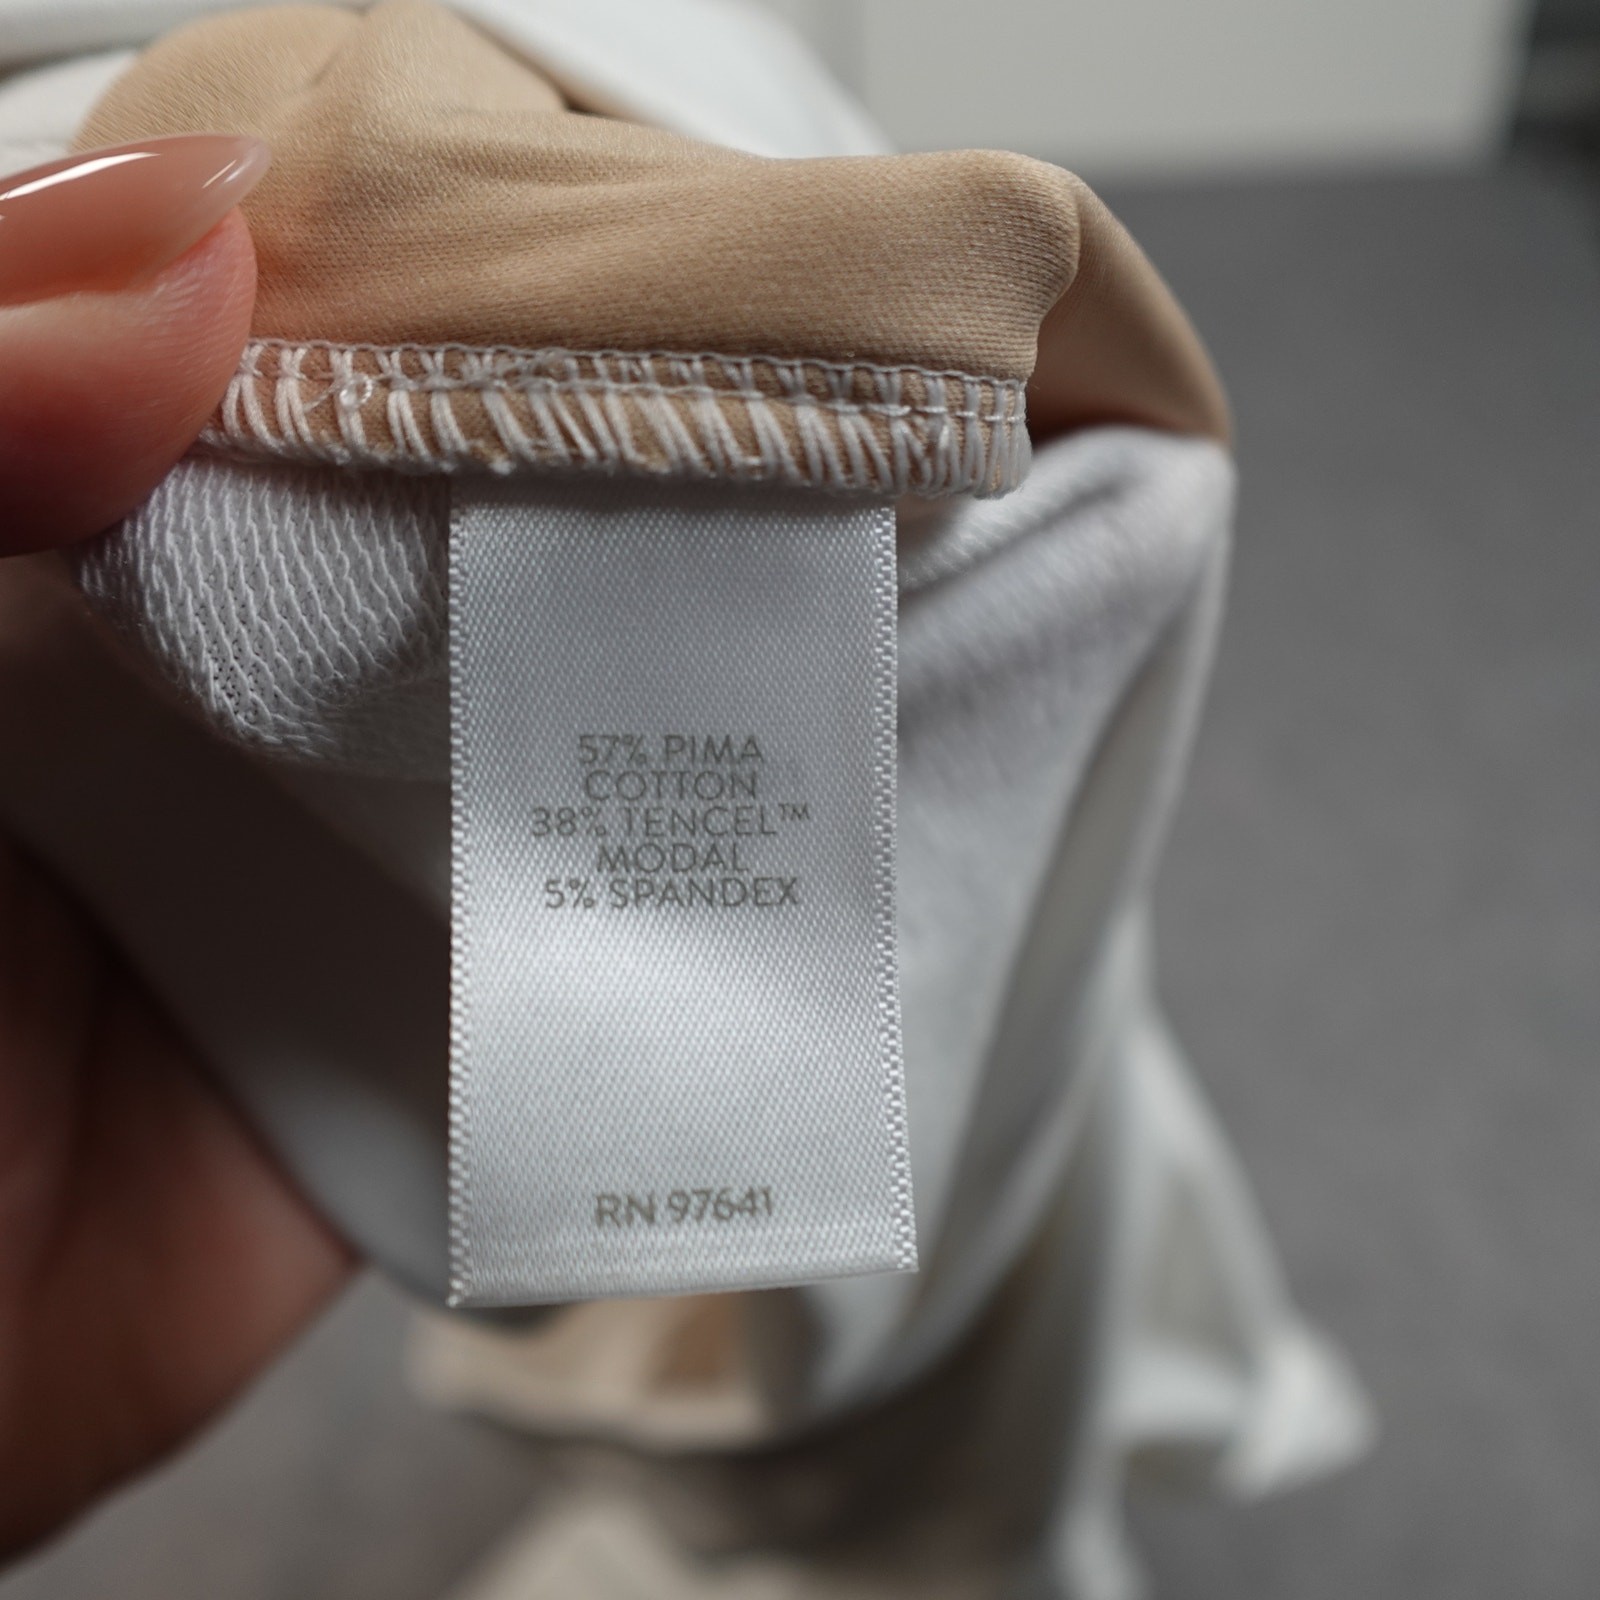 57% PIMA
COTTON
38% TENCEL™
MODAL
5% SPANDEX
RN 97641